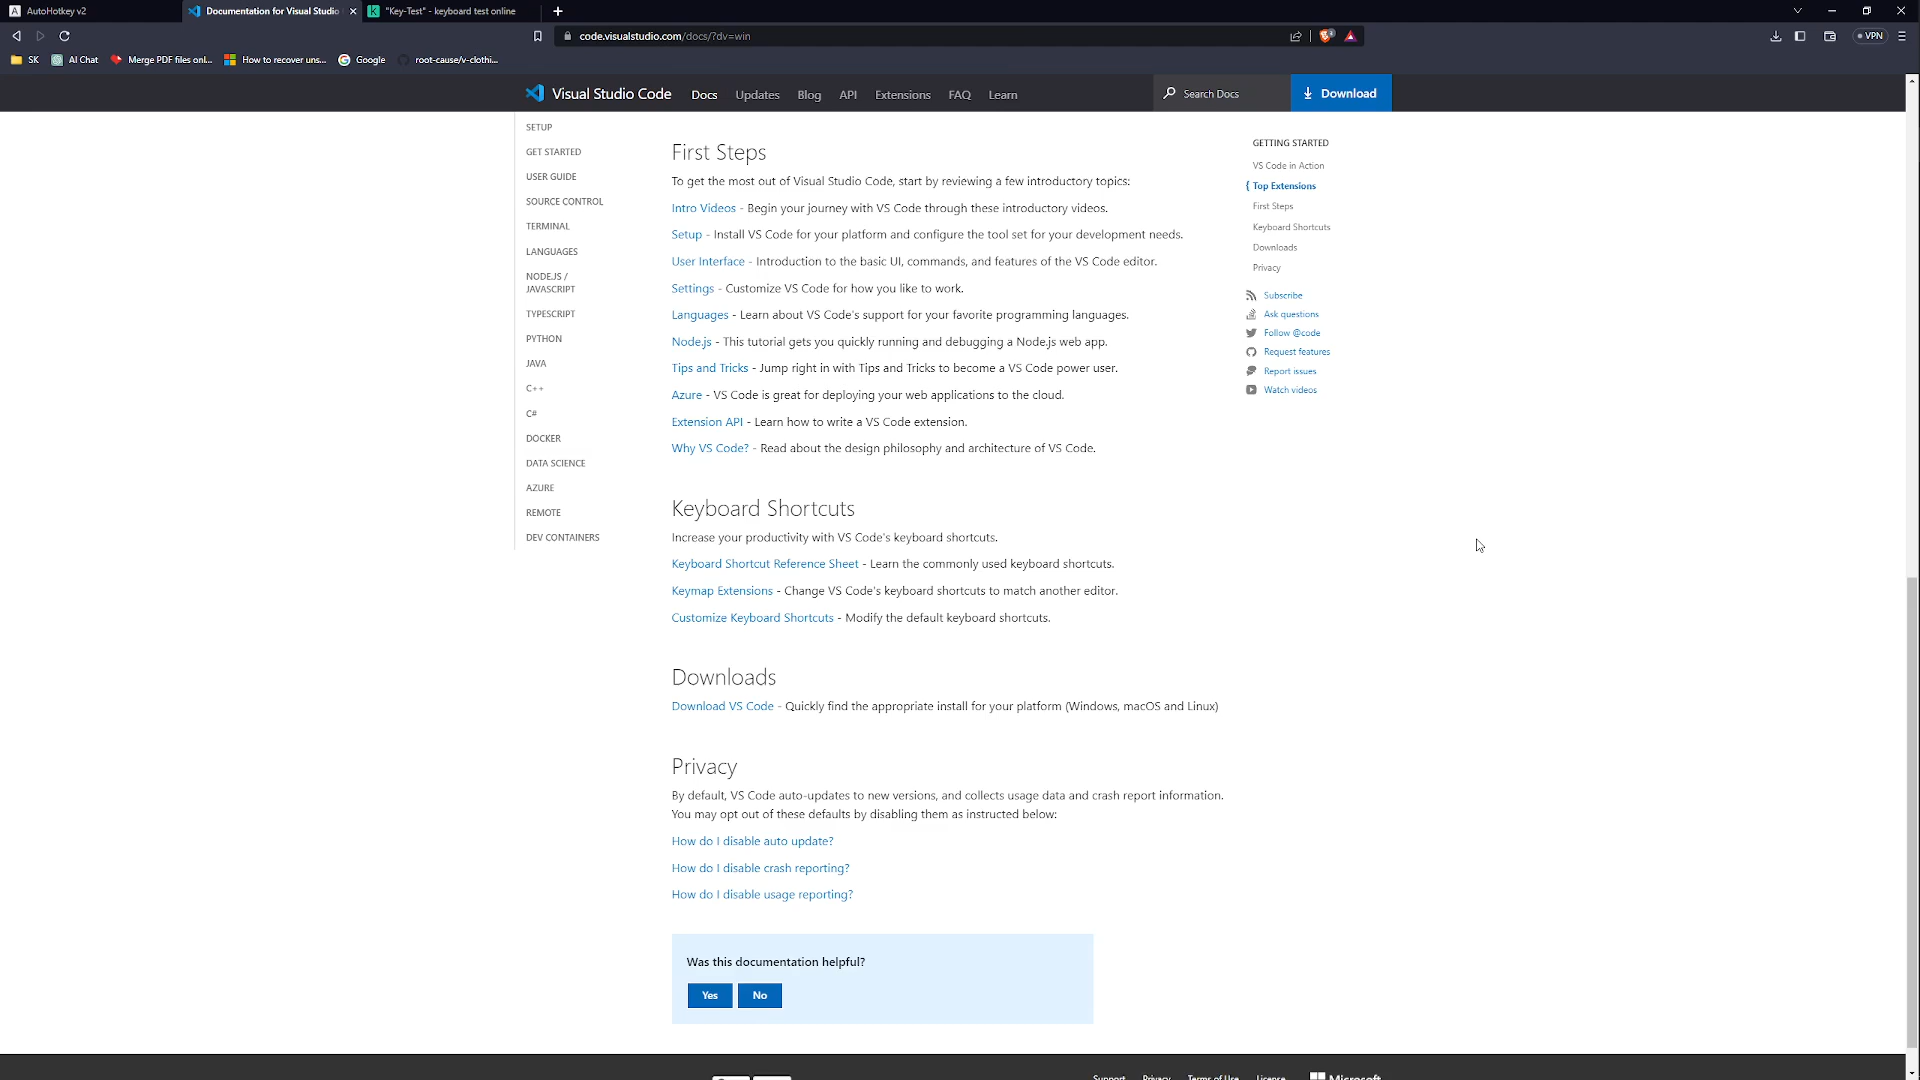 AutoHotkey v2
Documentation for Visual Studio
"Key-Test" - keyboard test online
code.visualstudio.com/docs/?dv=win
VPN
SK
AI Chat
Merge PDF files onl...
How to recover uns...
Google
root-cause/v-clothi...
Visual Studio Code
Docs
Updates
Blog
API
Extensions
FAQ
Learn
Search Docs
Download
SETUP
GET STARTED
USER GUIDE
SOURCE CONTROL
TERMINAL
LANGUAGES
NODE.JS /
JAVASCRIPT
TYPESCRIPT
PYTHON
JAVA
C++
C#
DOCKER
DATA SCIENCE
AZURE
REMOTE
DEV CONTAINERS
First Steps
To get the most out of Visual Studio Code, start by reviewing a few introductory topics:
Intro Videos - Begin your journey with VS Code through these introductory videos.
Setup - Install VS Code for your platform and configure the tool set for your development needs.
User Interface - Introduction to the basic UI, commands, and features of the VS Code editor.
Settings - Customize VS Code for how you like to work.
Languages - Learn about VS Code's support for your favorite programming languages.
Node.js - This tutorial gets you quickly running and debugging a Node.js web app.
Tips and Tricks - Jump right in with Tips and Tricks to become a VS Code power user.
Azure - VS Code is great for deploying your web applications to the cloud.
Extension API - Learn how to write a VS Code extension.
Why VS Code? - Read about the design philosophy and architecture of VS Code.
Keyboard Shortcuts
Increase your productivity with VS Code's keyboard shortcuts.
Keyboard Shortcut Reference Sheet - Learn the commonly used keyboard shortcuts.
Keymap Extensions - Change VS Code's keyboard shortcuts to match another editor.
Customize Keyboard Shortcuts - Modify the default keyboard shortcuts.
Downloads
Download VS Code - Quickly find the appropriate install for your platform (Windows, macOS and Linux)
Privacy
By default, VS Code auto-updates to new versions, and collects usage data and crash report information.
You may opt out of these defaults by disabling them as instructed below:
How do I disable auto update?
How do I disable crash reporting?
How do I disable usage reporting?
Was this documentation helpful?
Yes
No
GETTING STARTED
VS Code in Action
{ Top Extensions
First Steps
Keyboard Shortcuts
Downloads
Privacy
Subscribe
Ask questions
Follow @code
Request features
Report issues
Watch videos
Support
Privacy
Terms of Use
License
Microsoft